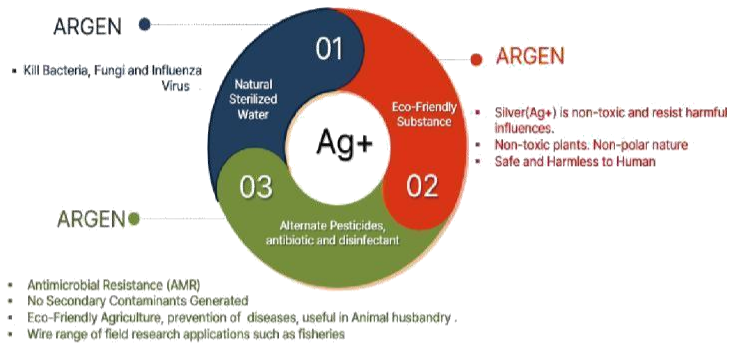 ARGEN
▪ Kill Bacteria, Fungi and Influenza
Virus .
01
Natural
Sterilized
Water
ARGEN
Eco-Friendly
Substance
▪ Silver(Ag+) is non-toxic and resist harmful
influences.
▪ Non-toxic plants. Non-polar nature
▪ Safe and Harmless to Human
Ag+
02
03
ARGEN
Alternate Pesticides,
antibiotic and disinfectant
▪ Antimicrobial Resistance (AMR)
▪ No Secondary Contaminants Generated
▪ Eco-Friendly Agriculture, prevention of diseases, useful in Animal husbandry .
▪ Wire range of field research applications such as fisheries